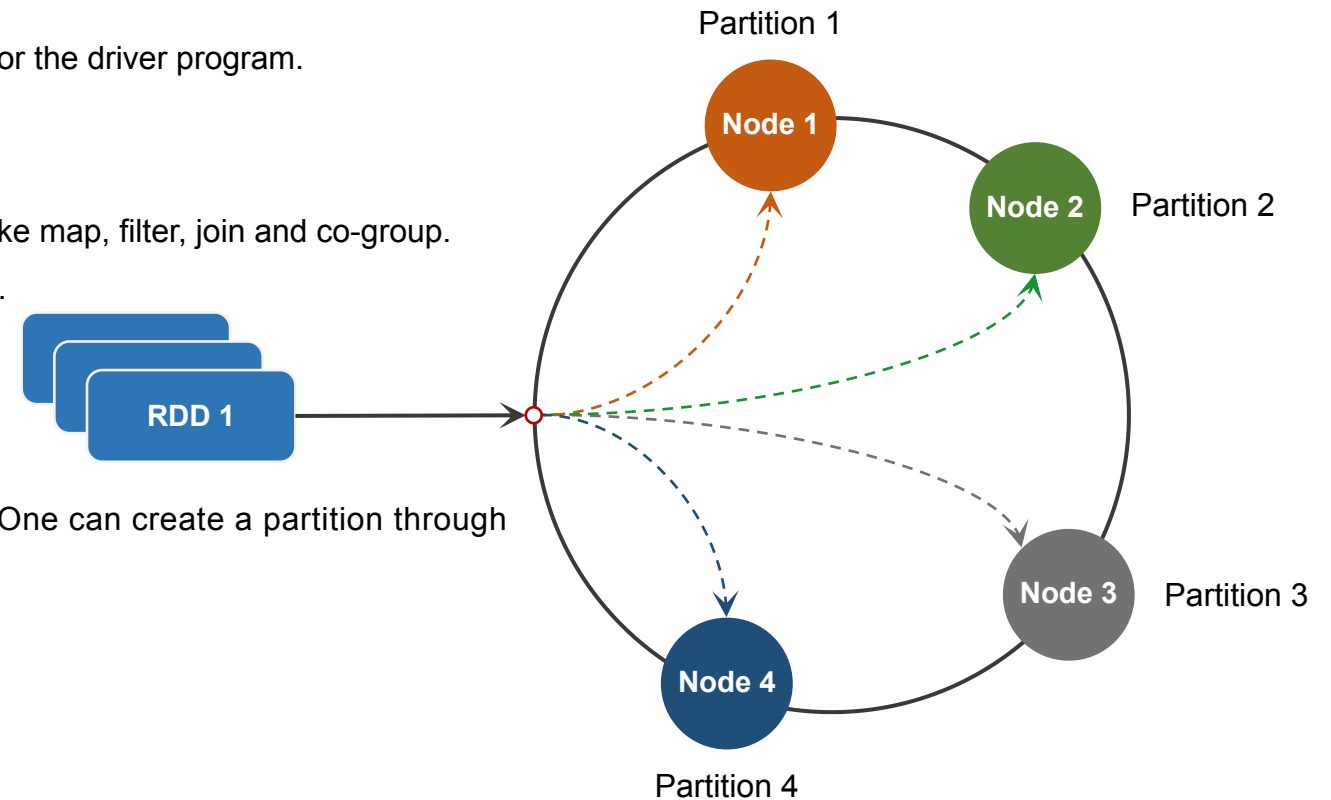 Partition 1
or the driver program.
Node 1
Node 2
Partition 2
ke map, filter, join and co-group.
.
RDD 1
One can create a partition through
Node 3
Partition 3
Node 4
Partition 4